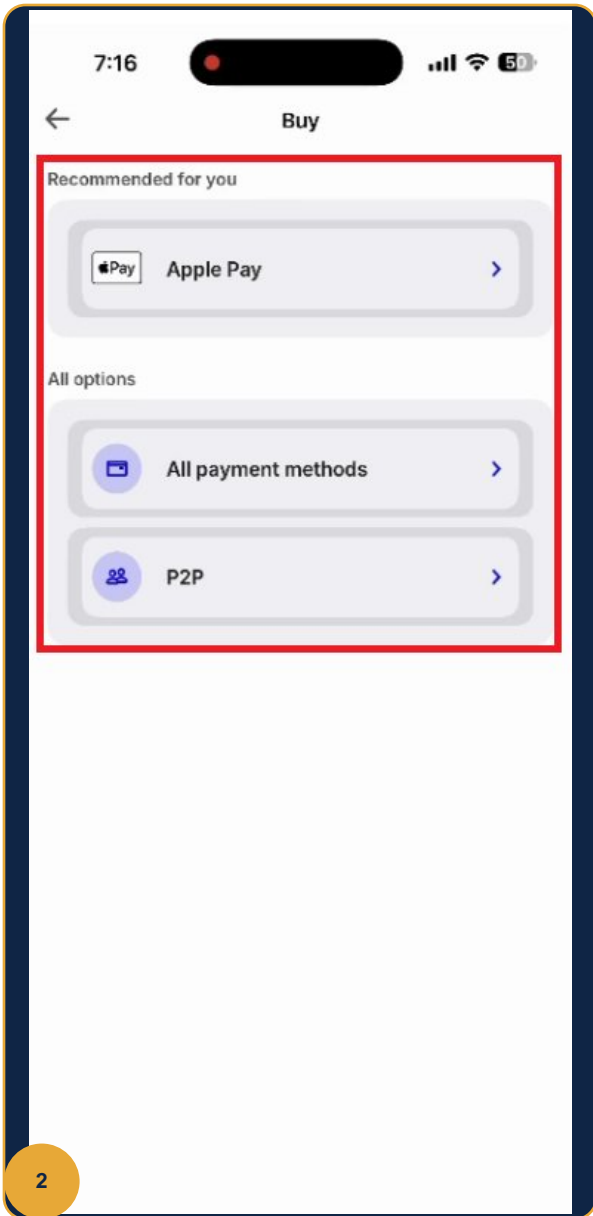 7:16
50
Buy
Recommended for you
Pay
Apple Pay
All options
All payment methods
P2P
2